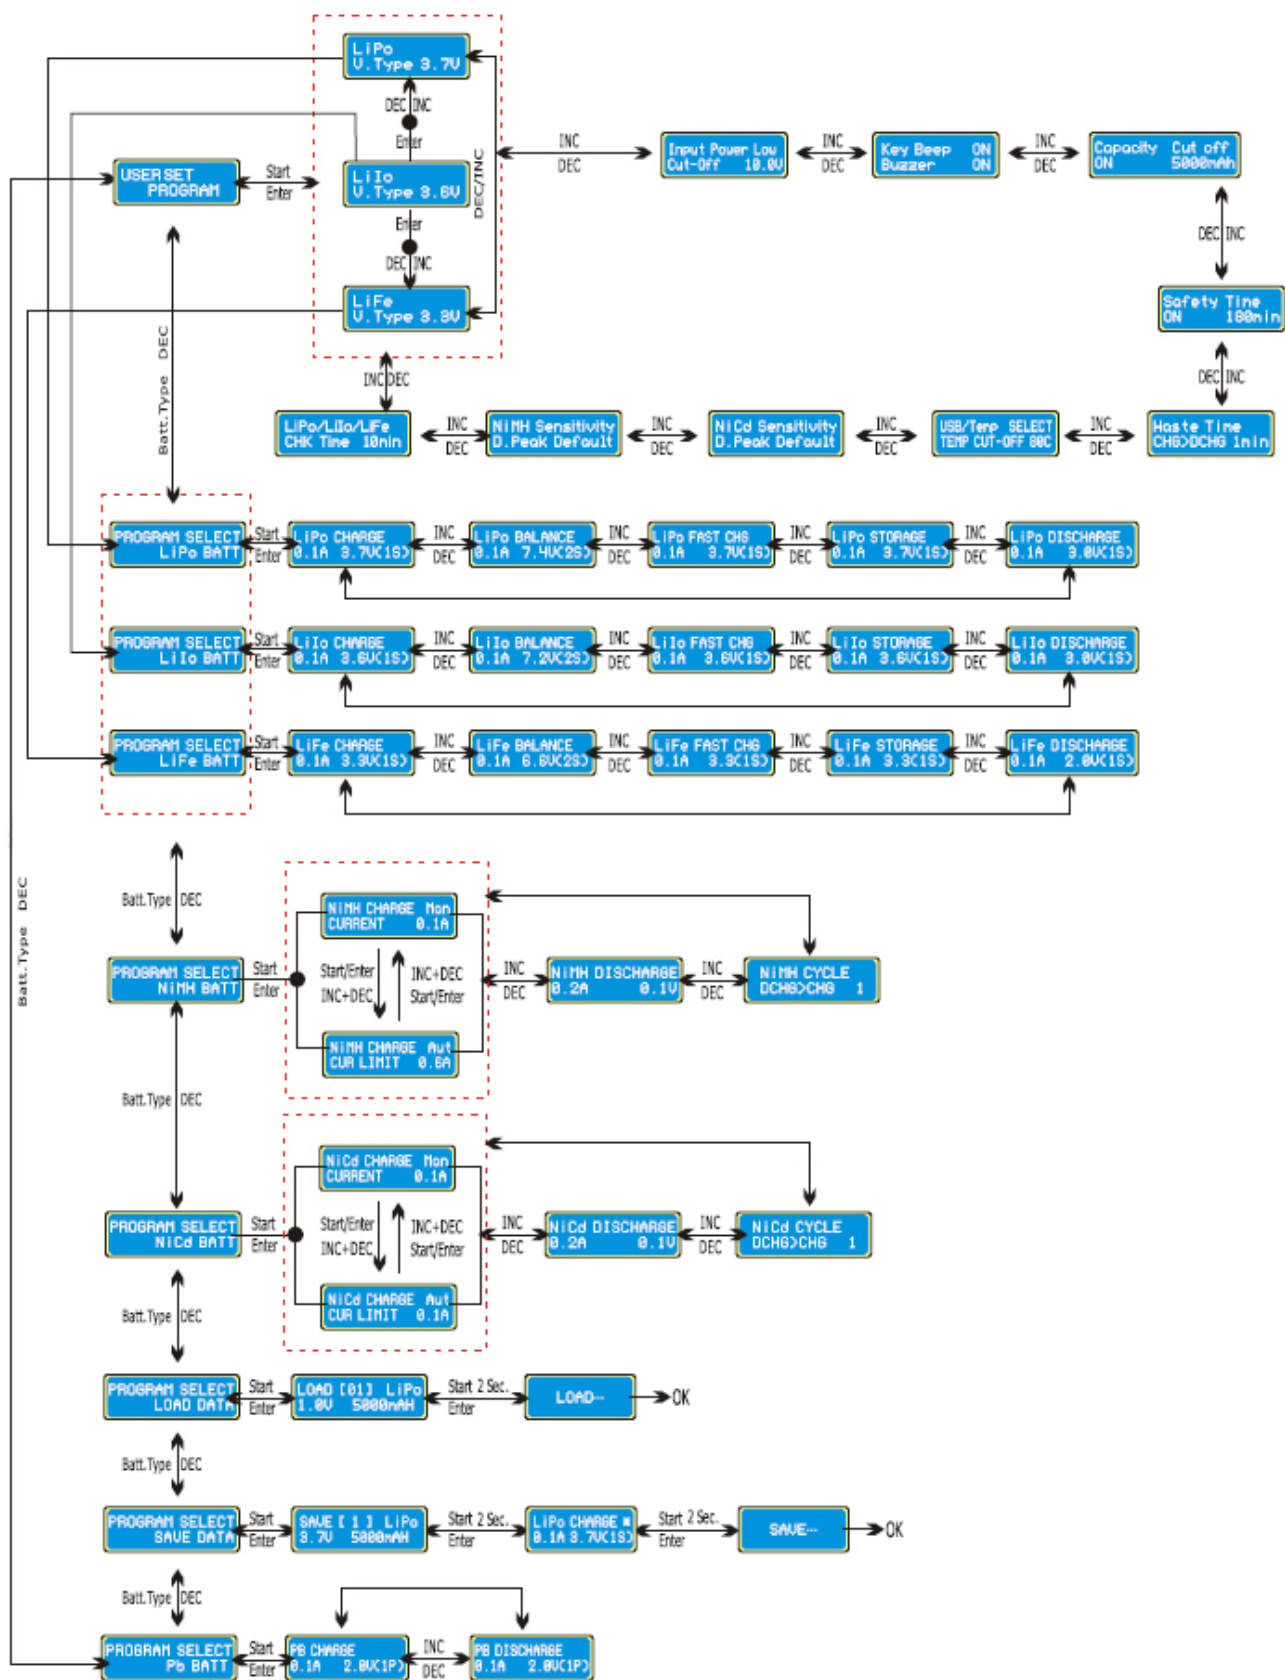 LiPo
V.Type 3.7V
DEC INC
Enter
DEC/INC
INC
DEC
Input Power Low
Cut-Off 10.0V
INC
DEC
Key Beep ON
Buzzer ON
INC
DEC
Capacity Cut off
ON 5000mAh
USER SET
PROGRAM
Start
Enter
LiIo
V.Type 3.6V
Enter
DEC INC
DEC INC
LiFe
V.Type 3.3V
Safety Time
ON 180min
Batt.Type DEC
INC DEC
DEC INC
LiPo/LiIo/LiFe
CHK Time 10min
INC
DEC
NiMH Sensitivity
D.Peak Default
INC
DEC
NiCd Sensitivity
D.Peak Default
INC
DEC
USB/Temp SELECT
TEMP CUT-OFF 80C
INC
DEC
Waste Time
CHG>DCHG 1min
PROGRAM SELECT
LiPo BATT
Start
Enter
LiPo CHARGE
0.1A 3.7V(1S)
INC
DEC
LiPo BALANCE
0.1A 7.4V(2S)
INC
DEC
LiPo FAST CHG
0.1A 3.7V(1S)
INC
DEC
LiPo STORAGE
0.1A 3.7V(1S)
INC
DEC
LiPo DISCHARGE
0.1A 3.0V(1S)
PROGRAM SELECT
LiIo BATT
Start
Enter
LiIo CHARGE
0.1A 3.6V(1S)
INC
DEC
LiIo BALANCE
0.1A 7.2V(2S)
INC
DEC
LiIo FAST CHG
0.1A 3.6V(1S)
INC
DEC
LiIo STORAGE
0.1A 3.6V(1S)
INC
DEC
LiIo DISCHARGE
0.1A 3.0V(1S)
PROGRAM SELECT
LiFe BATT
Start
Enter
LiFe CHARGE
0.1A 3.3V(1S)
INC
DEC
LiFe BALANCE
0.1A 6.6V(2S)
INC
DEC
LiFe FAST CHG
0.1A 3.3(1S)
INC
DEC
LiFe STORAGE
0.1A 3.3(1S)
INC
DEC
LiFe DISCHARGE
0.1A 2.0V(1S)
Batt.Type DEC
Batt.Type DEC
NiMH CHARGE Man
CURRENT 0.1A
PROGRAM SELECT
NiMH BATT
Start
Enter
Start/Enter
INC+DEC
INC+DEC
Start/Enter
INC
DEC
NiMH DISCHARGE
0.2A 0.1V
INC
DEC
NiMH CYCLE
DCHG>CHG 1
NiMH CHARGE Aut
CUR LIMIT 0.6A
Batt.Type DEC
NiCd CHARGE Man
CURRENT 0.1A
PROGRAM SELECT
NiCd BATT
Start
Enter
Start/Enter
INC+DEC
INC+DEC
Start/Enter
INC
DEC
NiCd DISCHARGE
0.2A 0.1V
INC
DEC
NiCd CYCLE
DCHG>CHG 1
NiCd CHARGE Aut
CUR LIMIT 0.1A
Batt.Type DEC
PROGRAM SELECT
LOAD DATA
Start
Enter
LOAD [01] LiPo
1.0V 5000mAH
Start 2 Sec.
Enter
LOAD...
OK
Batt.Type DEC
PROGRAM SELECT
SAVE DATA
Start
Enter
SAVE [ 1 ] LiPo
3.7V 5000mAH
Start 2 Sec.
Enter
LiPo CHARGE
0.1A 3.7V(1S)
Start 2 Sec.
Enter
SAVE...
OK
Batt.Type DEC
PROGRAM SELECT
Pb BATT
Start
Enter
PB CHARGE
0.1A 2.0V(1P)
INC
DEC
PB DISCHARGE
0.1A 2.0V(1P)